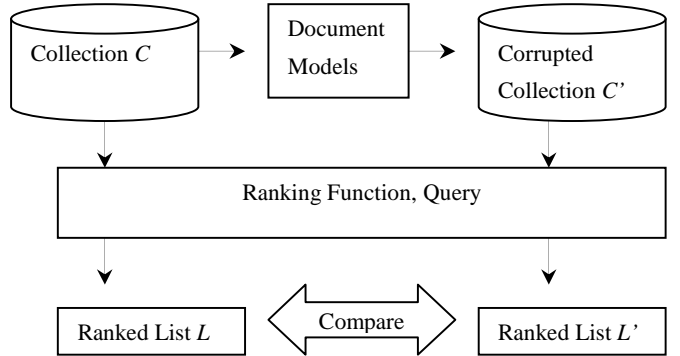 Collection C
Document
Models
Corrupted
Collection C’
Ranking Function, Query
Ranked List L
Compare
Ranked List L’